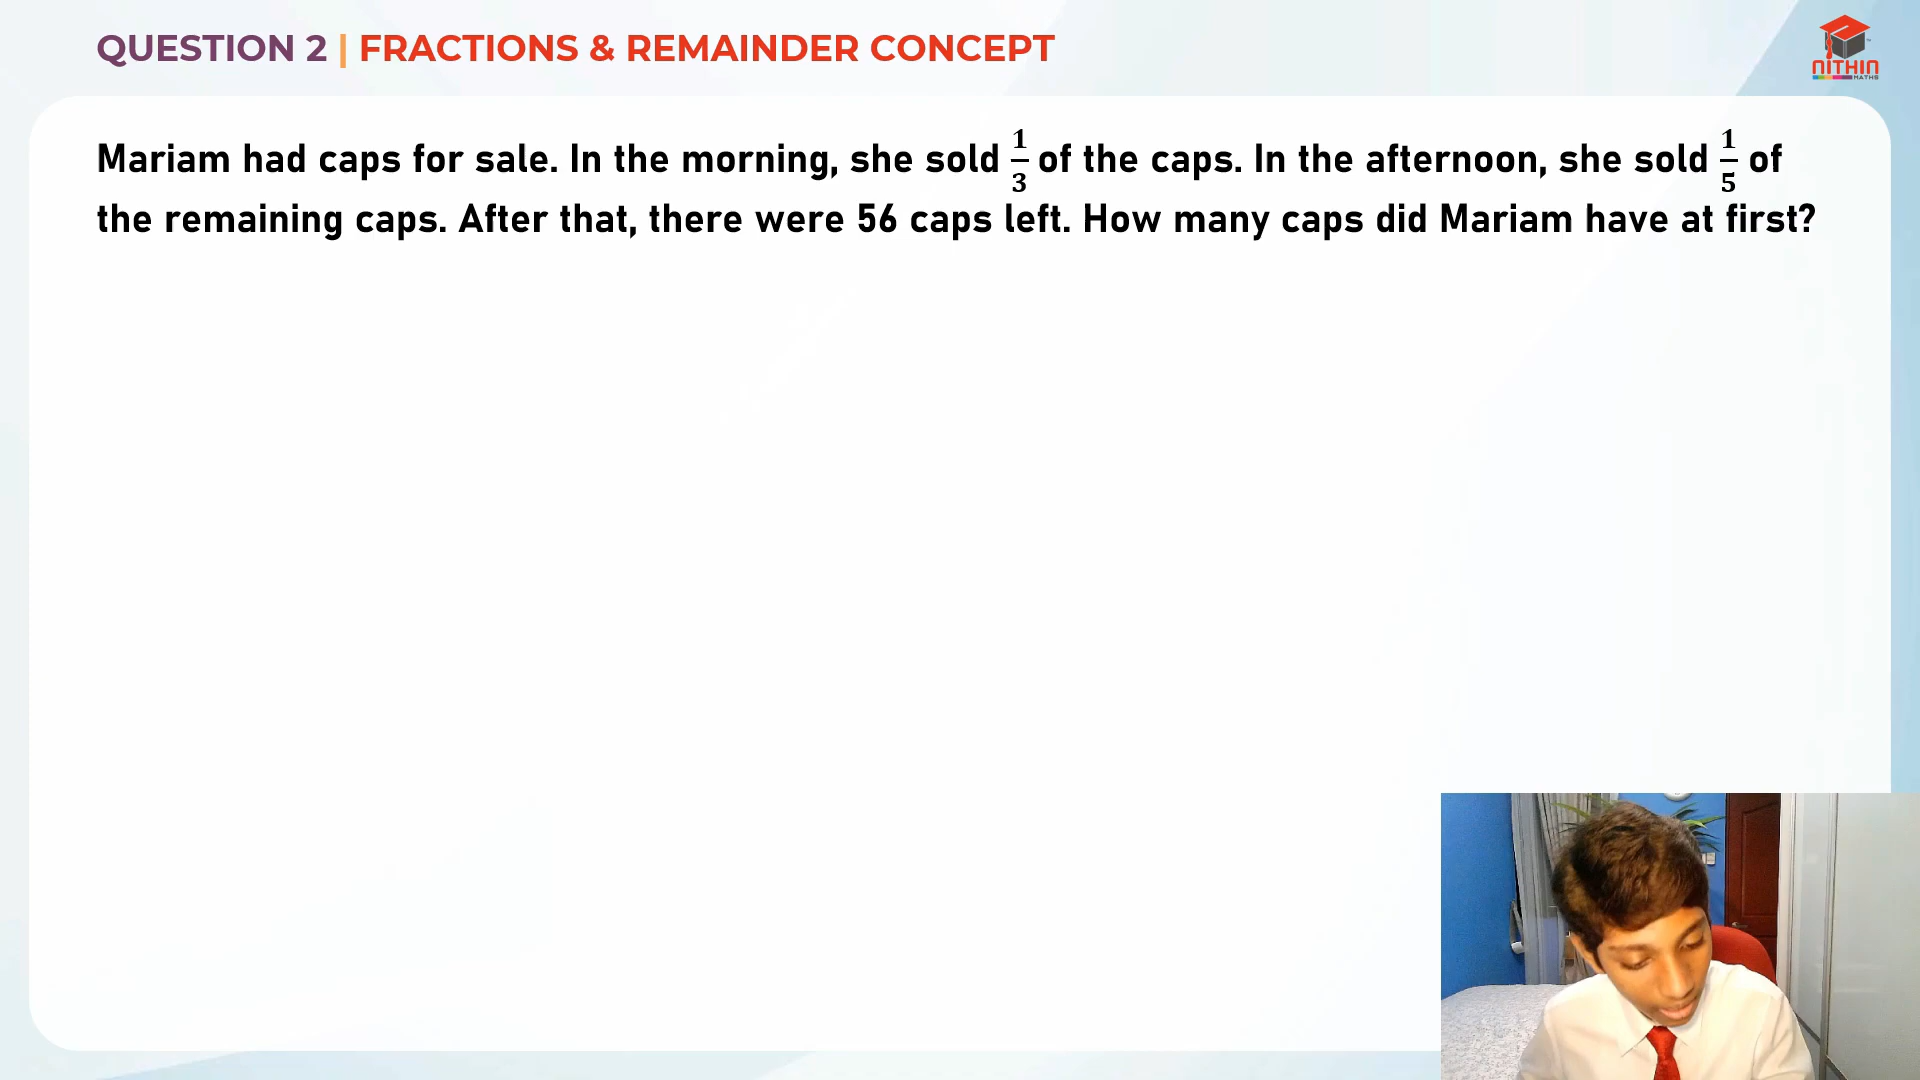 QUESTION 2 | FRACTIONS & REMAINDER CONCEPT
NITHIN
MATHS
Mariam had caps for sale. In the morning, she sold 1/3 of the caps. In the afternoon, she sold 1/5 of
the remaining caps. After that, there were 56 caps left. How many caps did Mariam have at first?